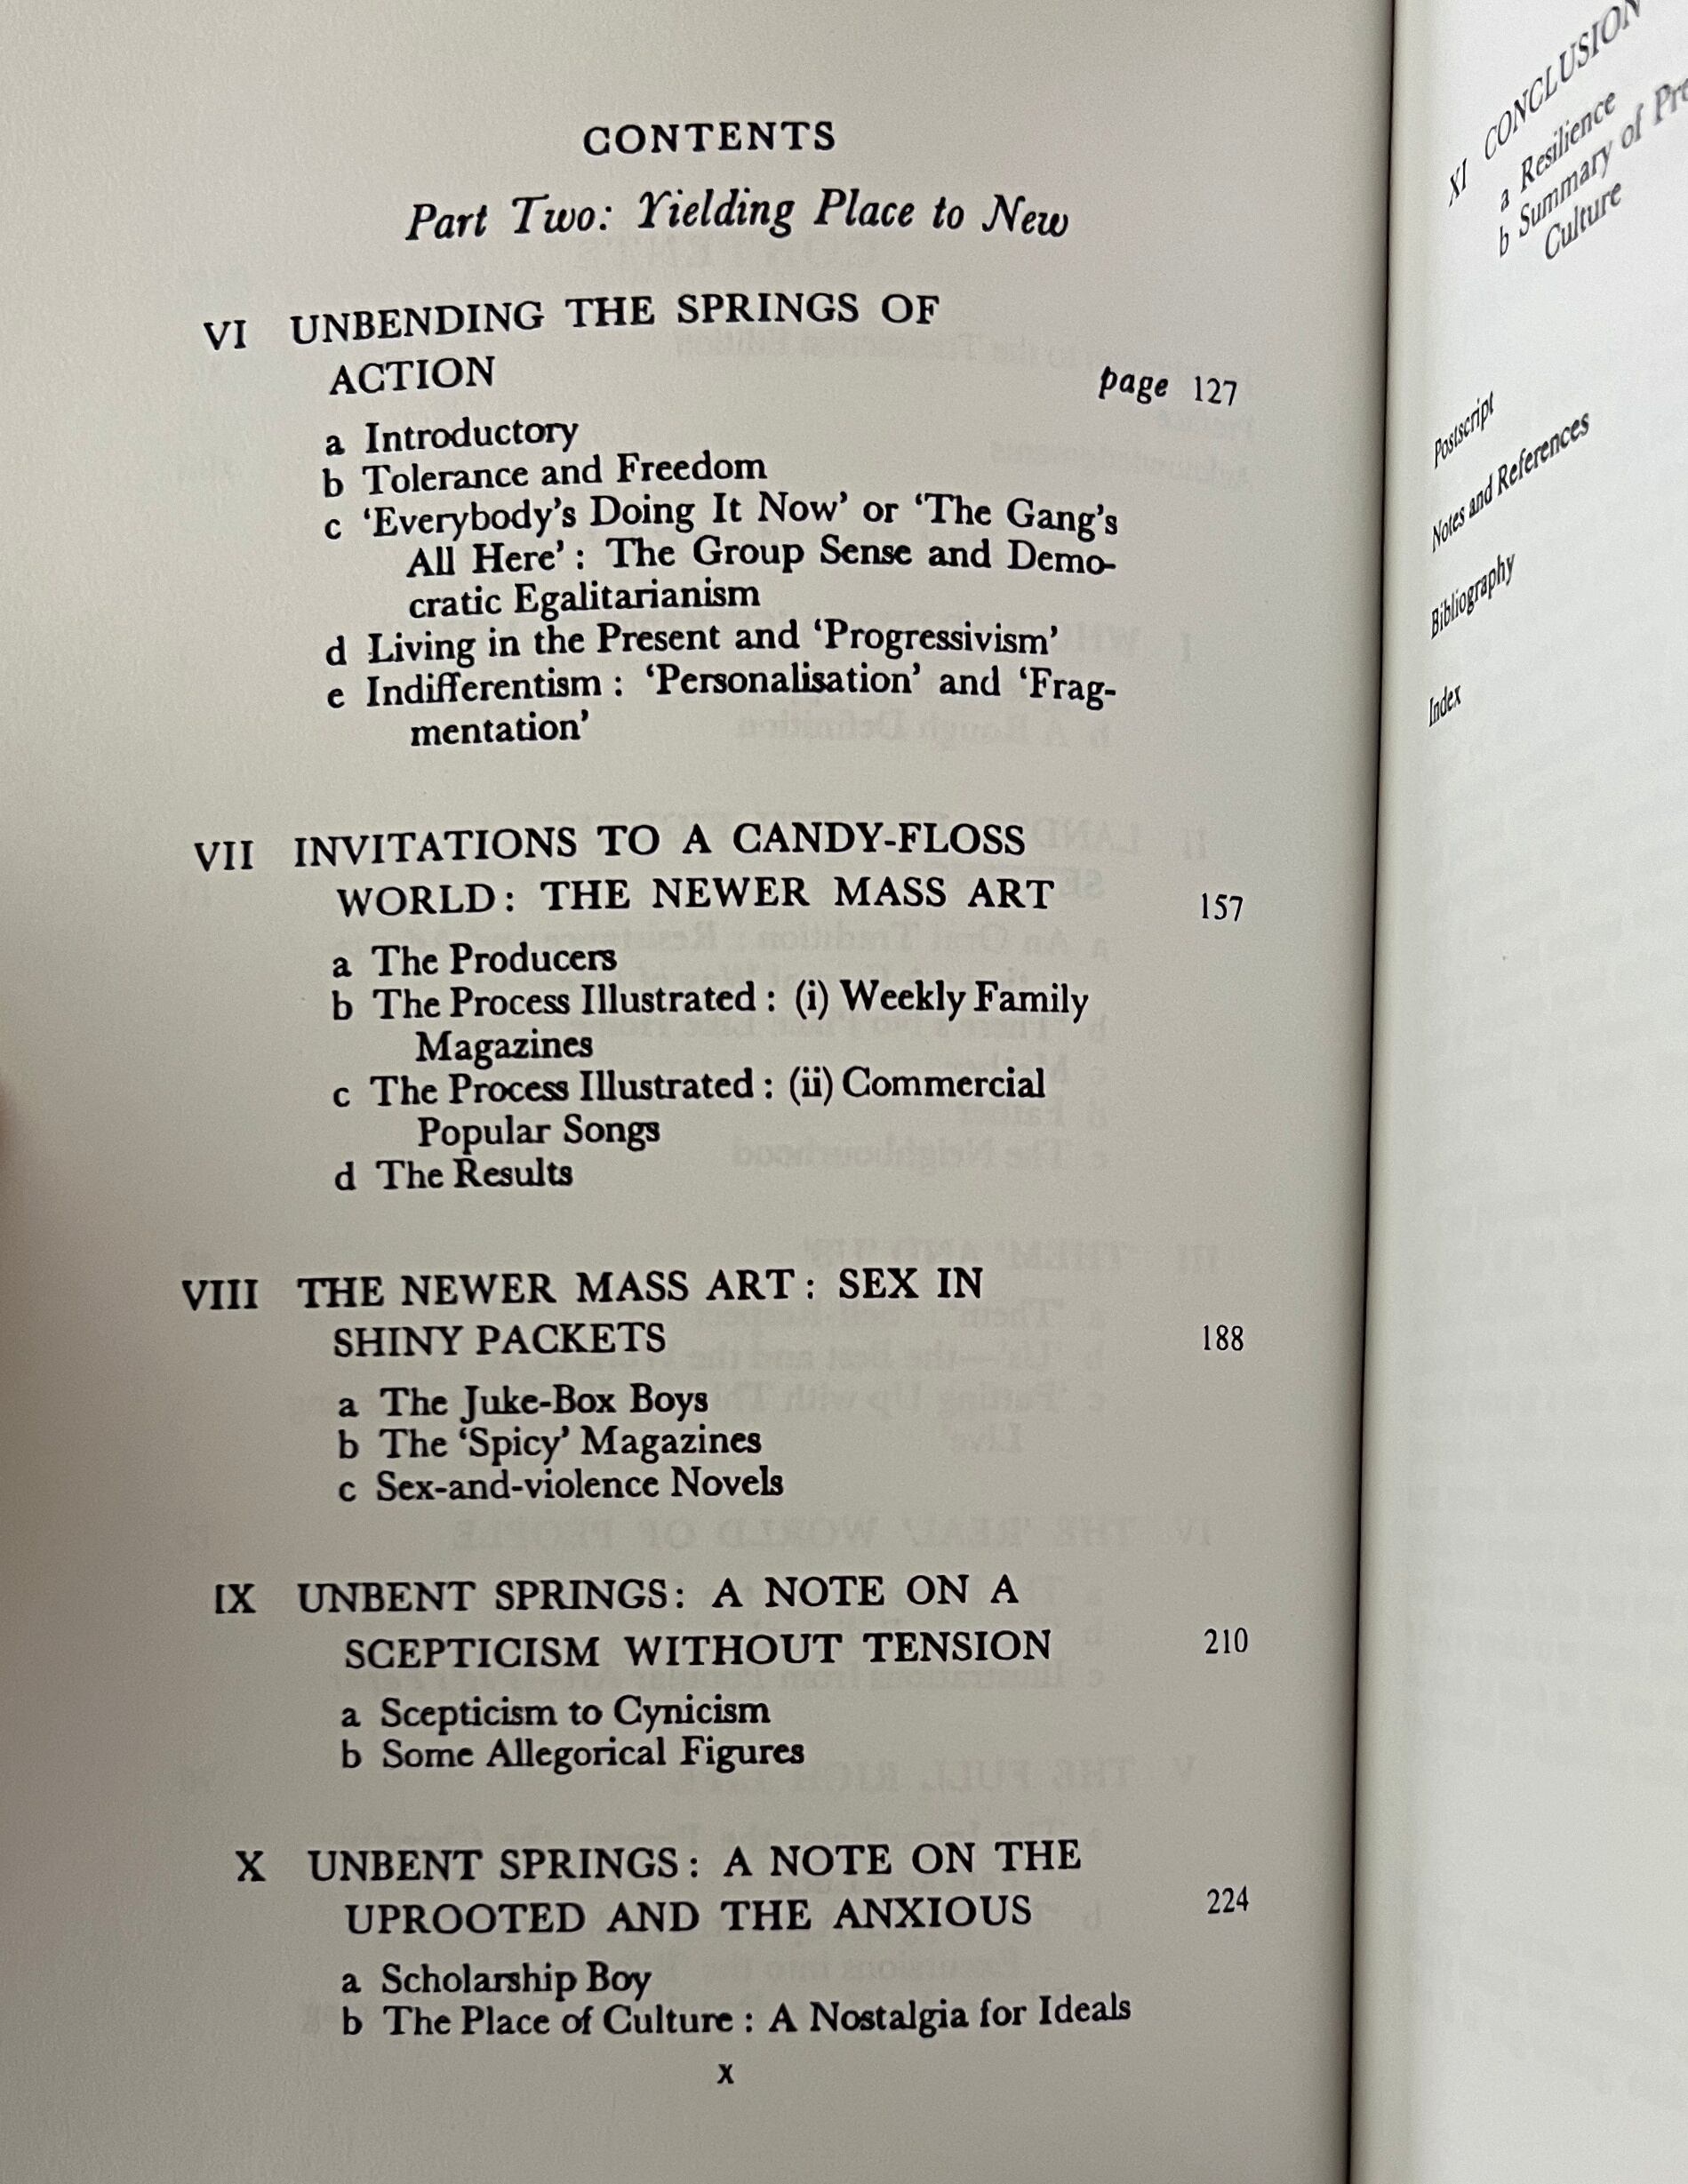 CONTENTS
Part Two: Yielding Place to New
VI UNBENDING THE SPRINGS OF
ACTION page 127
a Introductory
b Tolerance and Freedom
c ‘Everybody’s Doing It Now’ or ‘The Gang’s
All Here’ : The Group Sense and Demo-
cratic Egalitarianism
d Living in the Present and ‘Progressivism’
e Indifferentism : ‘Personalisation’ and ‘Frag-
mentation’
VII INVITATIONS TO A CANDY-FLOSS
WORLD : THE NEWER MASS ART 157
a The Producers
b The Process Illustrated : (i) Weekly Family
Magazines
c The Process Illustrated : (ii) Commercial
Popular Songs
d The Results
VIII THE NEWER MASS ART : SEX IN
SHINY PACKETS 188
a The Juke-Box Boys
b The ‘Spicy’ Magazines
c Sex-and-violence Novels
IX UNBENT SPRINGS : A NOTE ON A
SCEPTICISM WITHOUT TENSION 210
a Scepticism to Cynicism
b Some Allegorical Figures
X UNBENT SPRINGS : A NOTE ON THE
UPROOTED AND THE ANXIOUS 224
a Scholarship Boy
b The Place of Culture : A Nostalgia for Ideals
x
XI CONCLUSION
a Resilience
b Summary of
Culture
Postscript
Notes and References
Bibliography
Index